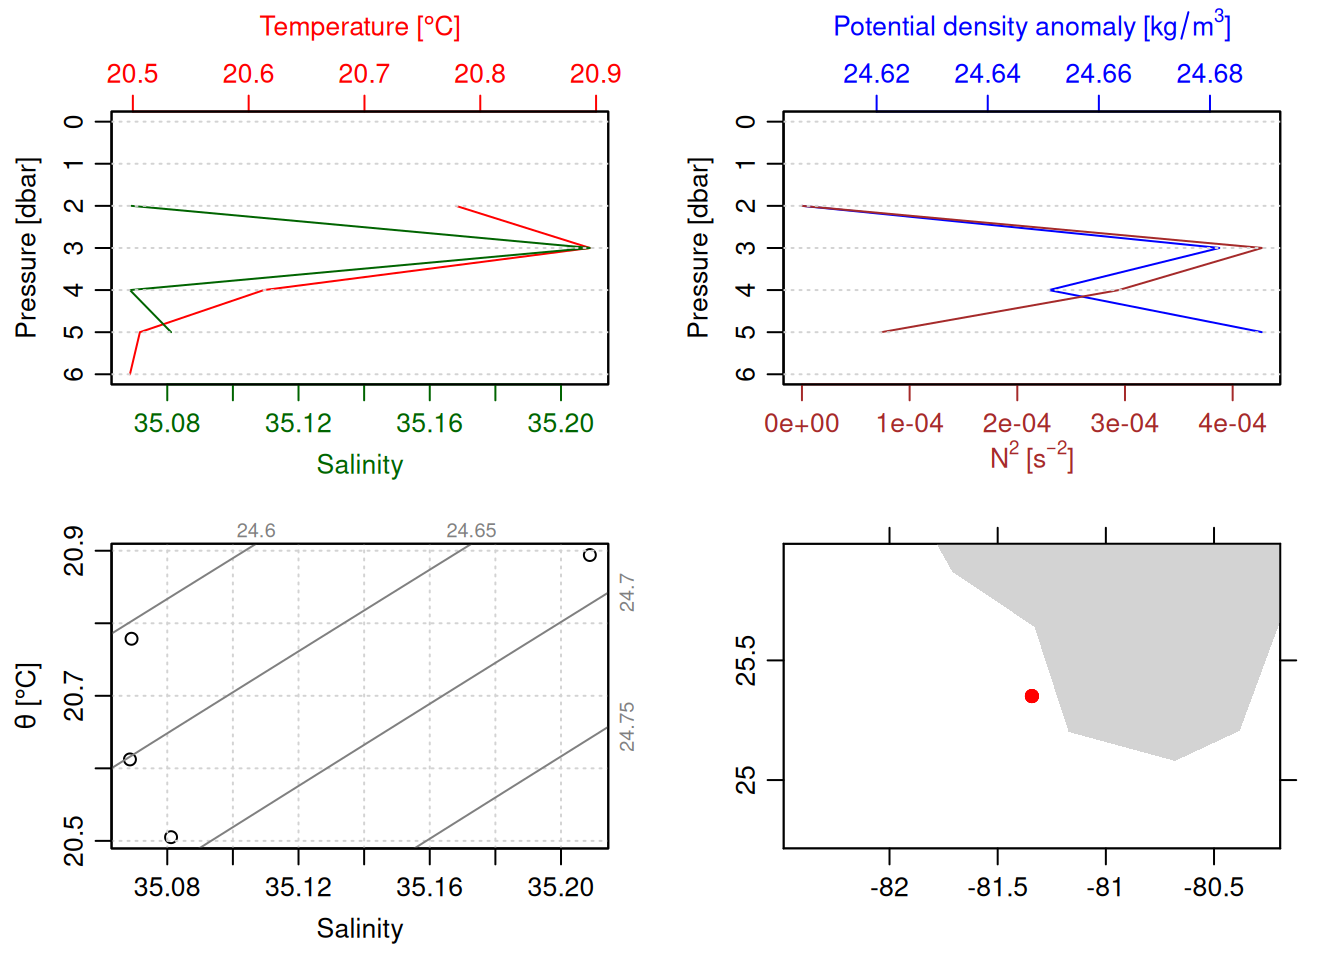 Temperature [°C]
20.5 20.6 20.7 20.8 20.9
Pressure [dbar]
0 1 2 3 4 5 6
35.08 35.12 35.16 35.20
Salinity
Potential density anomaly [kg/m³]
24.62 24.64 24.66 24.68
Pressure [dbar]
0 1 2 3 4 5 6
0e+00 1e-04 2e-04 3e-04 4e-04
N² [s⁻²]
24.6 24.65
24.7
24.75
θ [°C]
20.9
20.7
20.5
35.08 35.12 35.16 35.20
Salinity
25.5
25
-82 -81.5 -81 -80.5